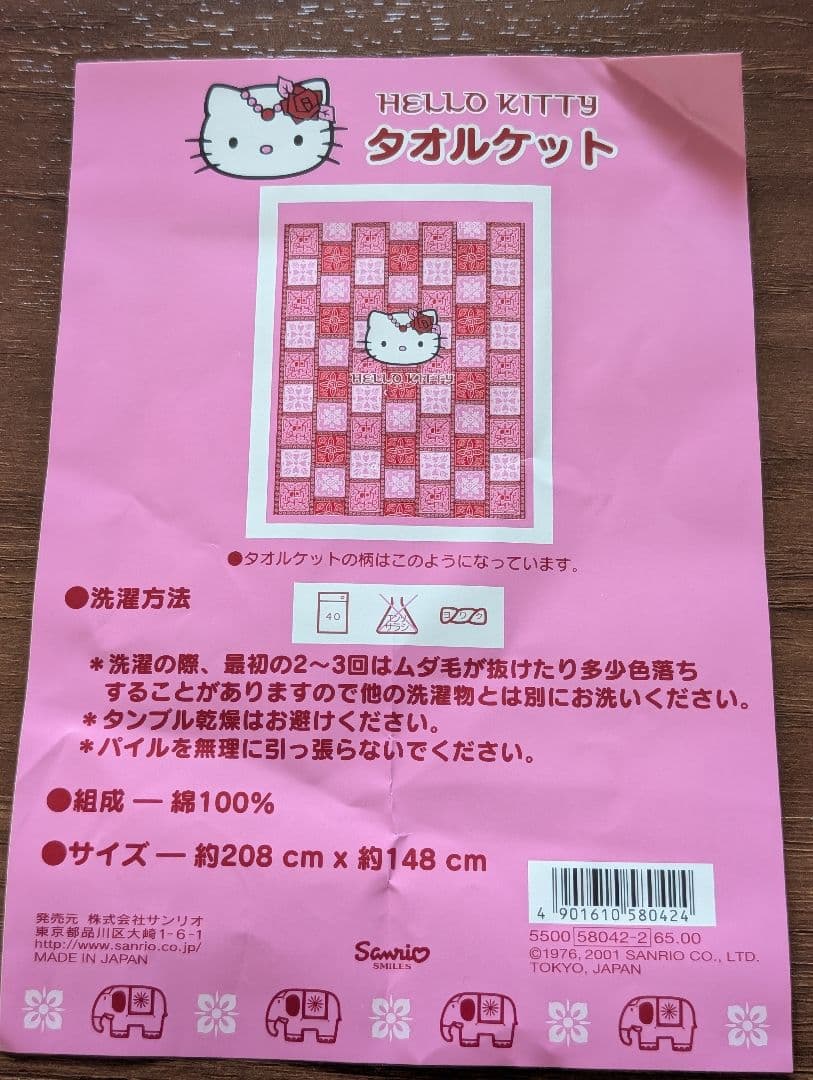 HELLO KITTY
タオルケット
HELLO KITTY
●タオルケットの柄はこのようになっています。
●洗濯方法
40
エンソ
サラシ
ヨワク
*洗濯の際、最初の2〜3回はムダ毛が抜けたり多少色落ち
することがありますので他の洗濯物とは別にお洗いください。
*タンブル乾燥はお避けください。
*パイルを無理に引っ張らないでください。
●組成 — 綿100%
●サイズ — 約208 cm x 約148 cm
4 901610 580424
発売元 株式会社サンリオ
東京都品川区大崎1-6-1
http://www.sanrio.co.jp/
MADE IN JAPAN
Sanrio
SMILES
5500 58042-2 65.00
©1976, 2001 SANRIO CO., LTD.
TOKYO, JAPAN